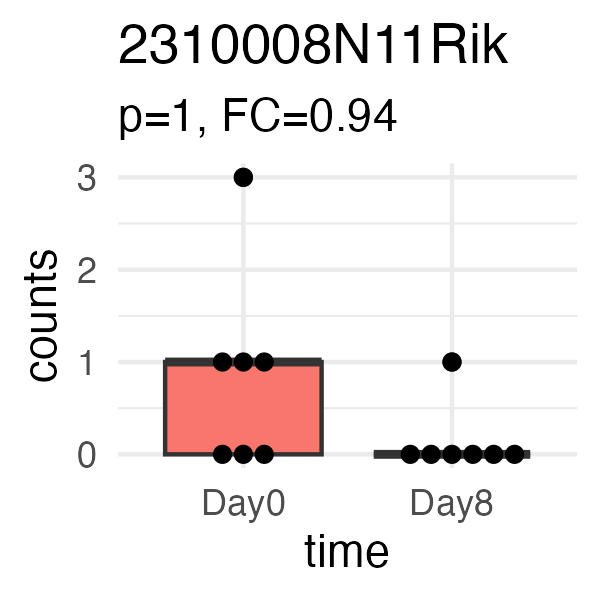 2310008N11Rik
p=1, FC=0.94
3
2
1
0
counts
Day0 Day8
time